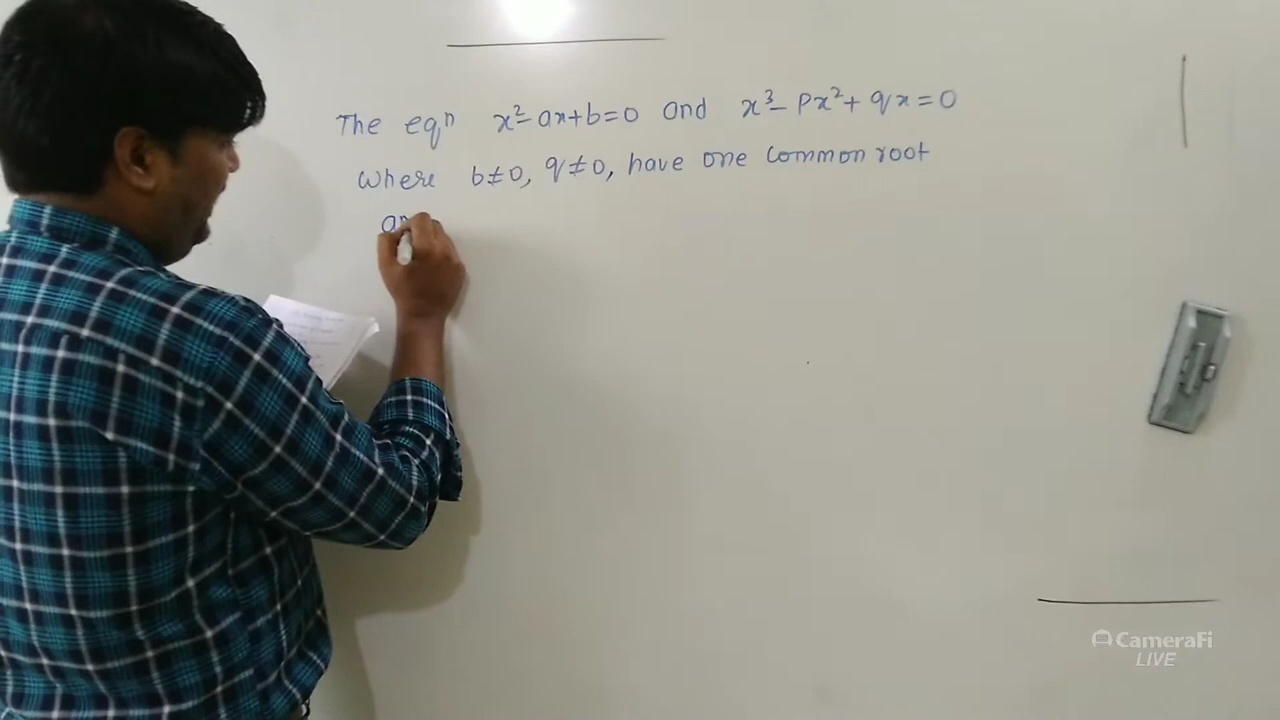 The eqn x²-ax+b=0 and x³-px²+qx=0
where b≠0, q≠0, have one common root
an
CameraFi
LIVE